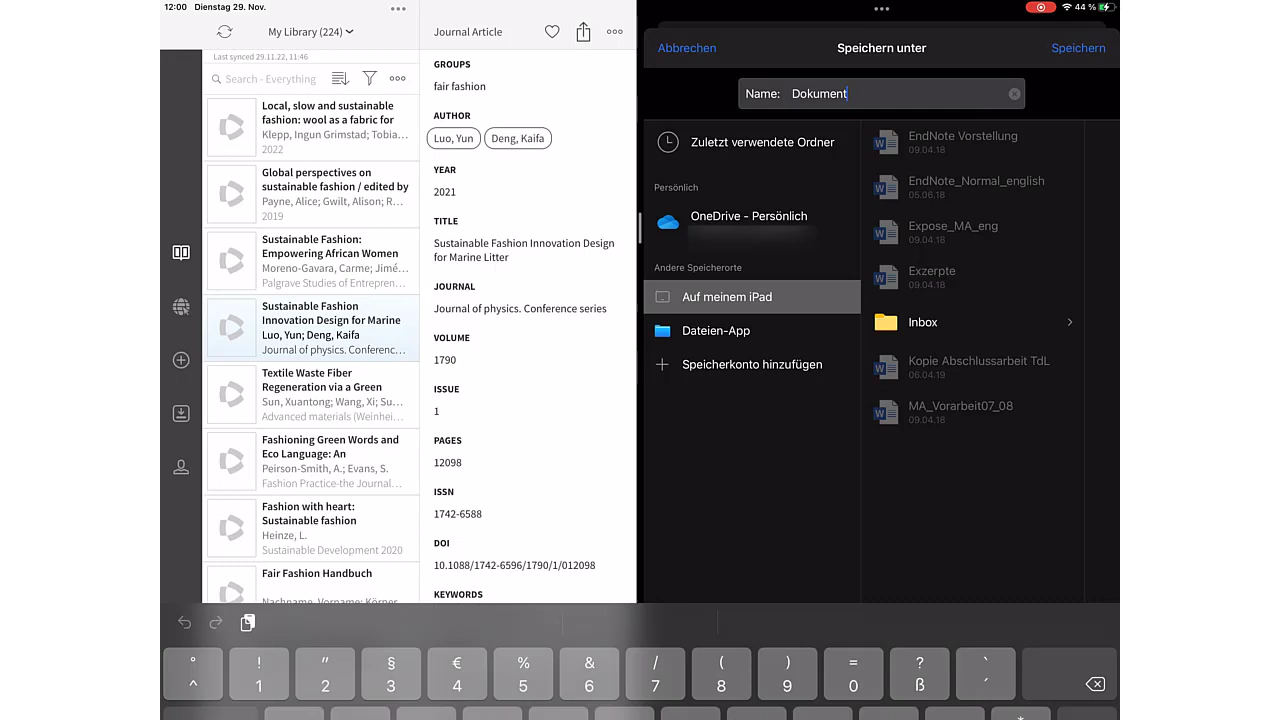 12:00 Dienstag 29. Nov.
44 %
My Library (224)
Last synced 29.11.22, 11:46
Search - Everything
Local, slow and sustainable
fashion: wool as a fabric for
Klepp, Ingun Grimstad; Tobia...
2022
Global perspectives on
sustainable fashion / edited by
Payne, Alice; Gwilt, Alison; R...
2019
Sustainable Fashion:
Empowering African Women
Moreno-Gavara, Carme; Jimé...
Palgrave Studies of Entrepren...
Sustainable Fashion
Innovation Design for Marine
Luo, Yun; Deng, Kaifa
Journal of physics. Conferenc...
Textile Waste Fiber
Regeneration via a Green
Sun, Xuantong; Wang, Xi; Su...
Advanced materials (Weinhei...
Fashioning Green Words and
Eco Language: An
Peirson-Smith, A.; Evans, S.
Fashion Practice-the Journal...
Fashion with heart:
Sustainable fashion
Heinze, L.
Sustainable Development 2020
Fair Fashion Handbuch
Nachname, Vorname; Körner,
Journal Article
GROUPS
fair fashion
AUTHOR
Luo, Yun
Deng, Kaifa
YEAR
2021
TITLE
Sustainable Fashion Innovation Design
for Marine Litter
JOURNAL
Journal of physics. Conference series
VOLUME
1790
ISSUE
1
PAGES
12098
ISSN
1742-6588
DOI
10.1088/1742-6596/1790/1/012098
KEYWORDS
Abbrechen
Speichern unter
Speichern
Name: Dokument
Zuletzt verwendete Ordner
Persönlich
OneDrive - Persönlich
Andere Speicherorte
Auf meinem iPad
Dateien-App
Speicherkonto hinzufügen
EndNote Vorstellung
09.04.18
EndNote_Normal_english
05.06.18
Expose_MA_eng
09.04.18
Exzerpte
09.04.18
Inbox
Kopie Abschlussarbeit TdL
06.04.19
MA_Vorarbeit07_08
09.04.18
° ! " § € % & / ( ) = ? `
^ 1 2 3 4 5 6 7 8 9 0 ß ´